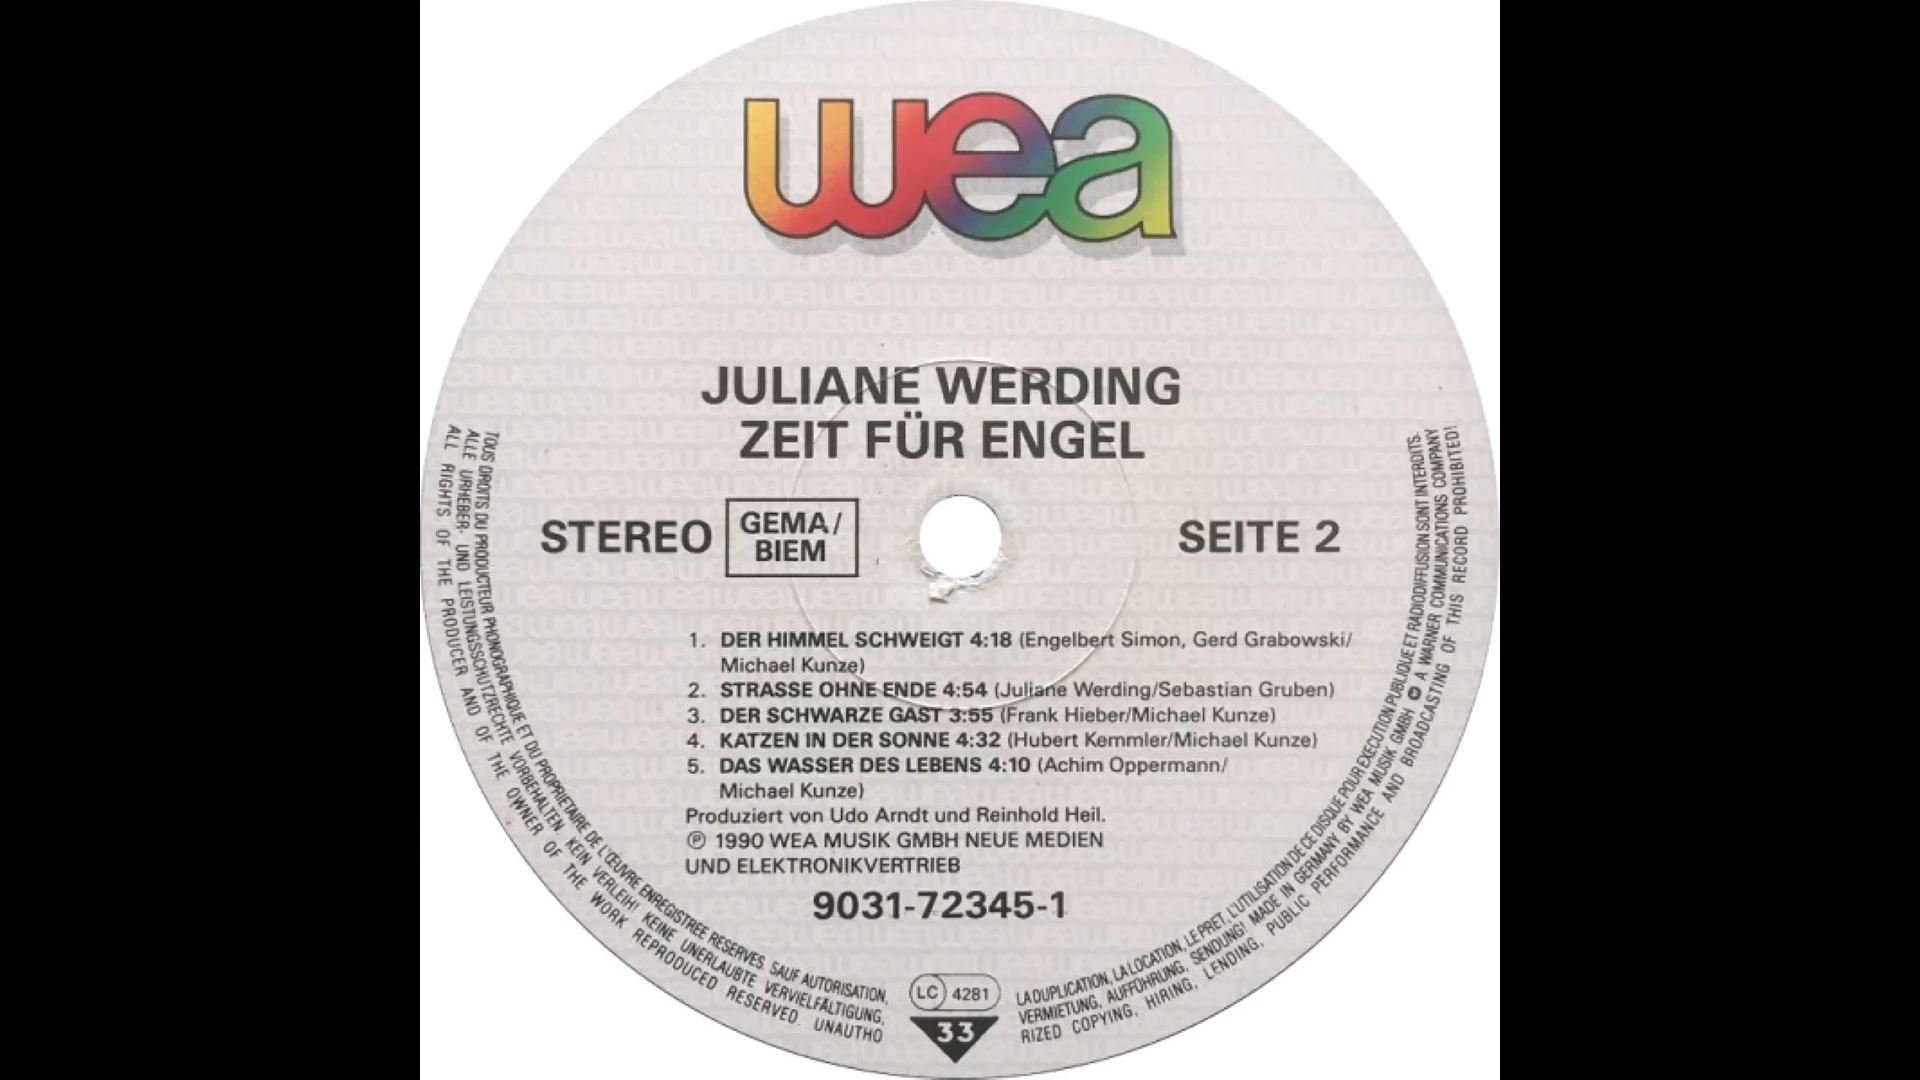 wea
JULIANE WERDING
ZEIT FÜR ENGEL
STEREO
GEMA/
BIEM
SEITE 2
1. DER HIMMEL SCHWEIGT 4:18 (Engelbert Simon, Gerd Grabowski/
Michael Kunze)
2. STRASSE OHNE ENDE 4:54 (Juliane Werding/Sebastian Gruben)
3. DER SCHWARZE GAST 3:55 (Frank Hieber/Michael Kunze)
4. KATZEN IN DER SONNE 4:32 (Hubert Kemmler/Michael Kunze)
5. DAS WASSER DES LEBENS 4:10 (Achim Oppermann/
Michael Kunze)
Produziert von Udo Arndt und Reinhold Heil.
℗ 1990 WEA MUSIK GMBH NEUE MEDIEN
UND ELEKTRONIKVERTRIEB
9031-72345-1
LC 4281
33
TOUS DROITS DU PRODUCTEUR PHONOGRAPHIQUE ET DU PROPRIETAIRE DE L'ŒUVRE ENREGISTREE RESERVES. SAUF AUTORISATION, LA DUPLICATION, LA LOCATION, LE PRET, L'UTILISATION DE CE DISQUE POUR EXECUTION PUBLIQUE ET RADIODIFFUSION SONT INTERDITS.
ALLE URHEBER- UND LEISTUNGSSCHUTZRECHTE VORBEHALTEN. KEIN VERLEIH! KEINE UNERLAUBTE VERVIELFÄLTIGUNG, VERMIETUNG, AUFFÜHRUNG, SENDUNG! MADE IN GERMANY BY WEA MUSIK GMBH A WARNER COMMUNICATIONS COMPANY
ALL RIGHTS OF THE PRODUCER AND OF THE OWNER OF THE WORK REPRODUCED RESERVED. UNAUTHORIZED COPYING, HIRING, LENDING, PUBLIC PERFORMANCE AND BROADCASTING OF THIS RECORD PROHIBITED!